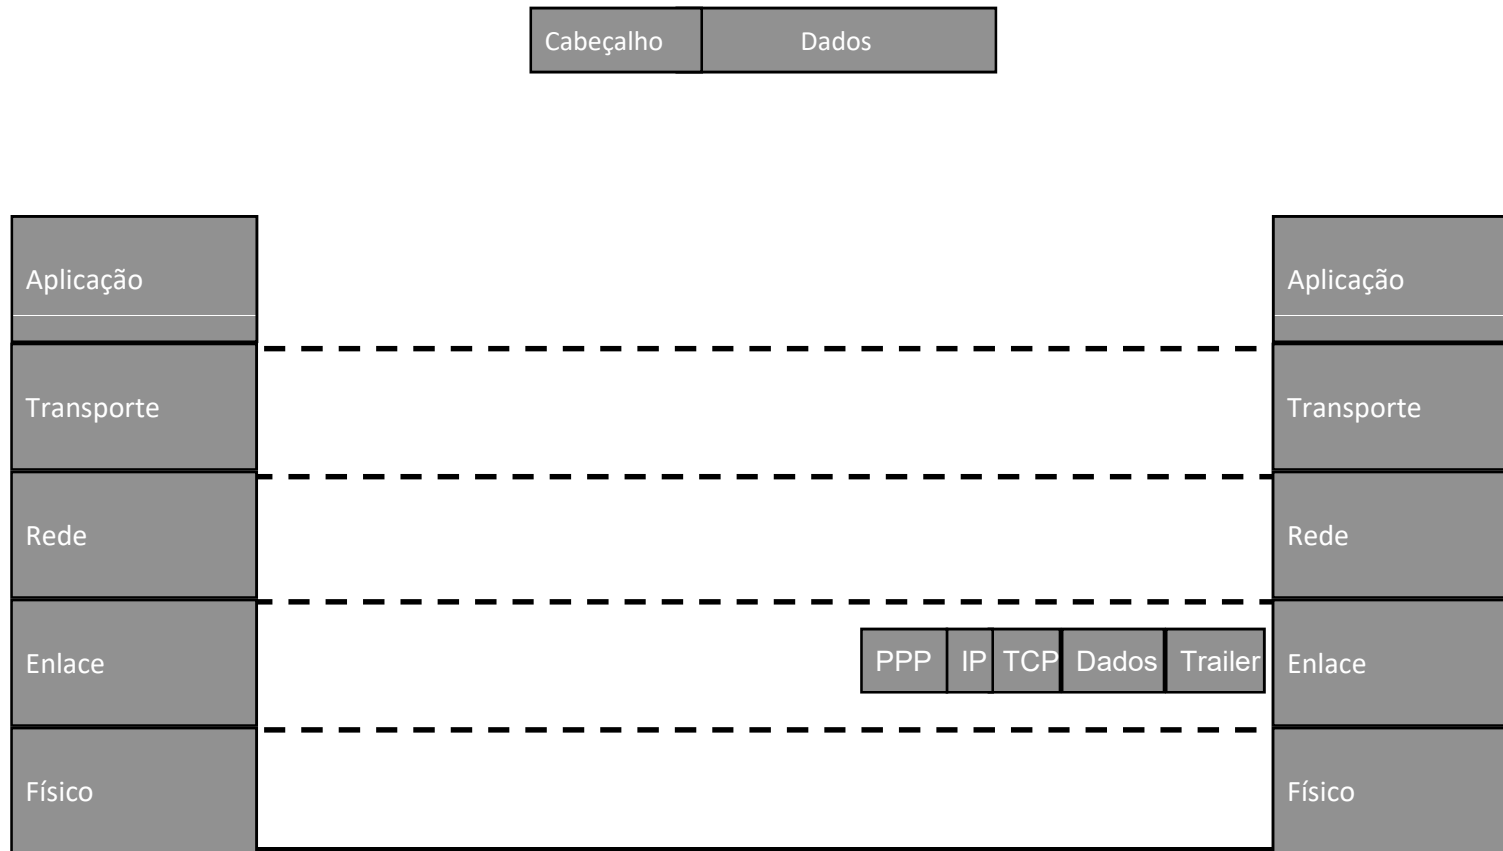 Cabeçalho Dados
Aplicação Aplicação
Transporte Transporte
Rede Rede
Enlace PPP IP TCP Dados Trailer Enlace
Físico Físico